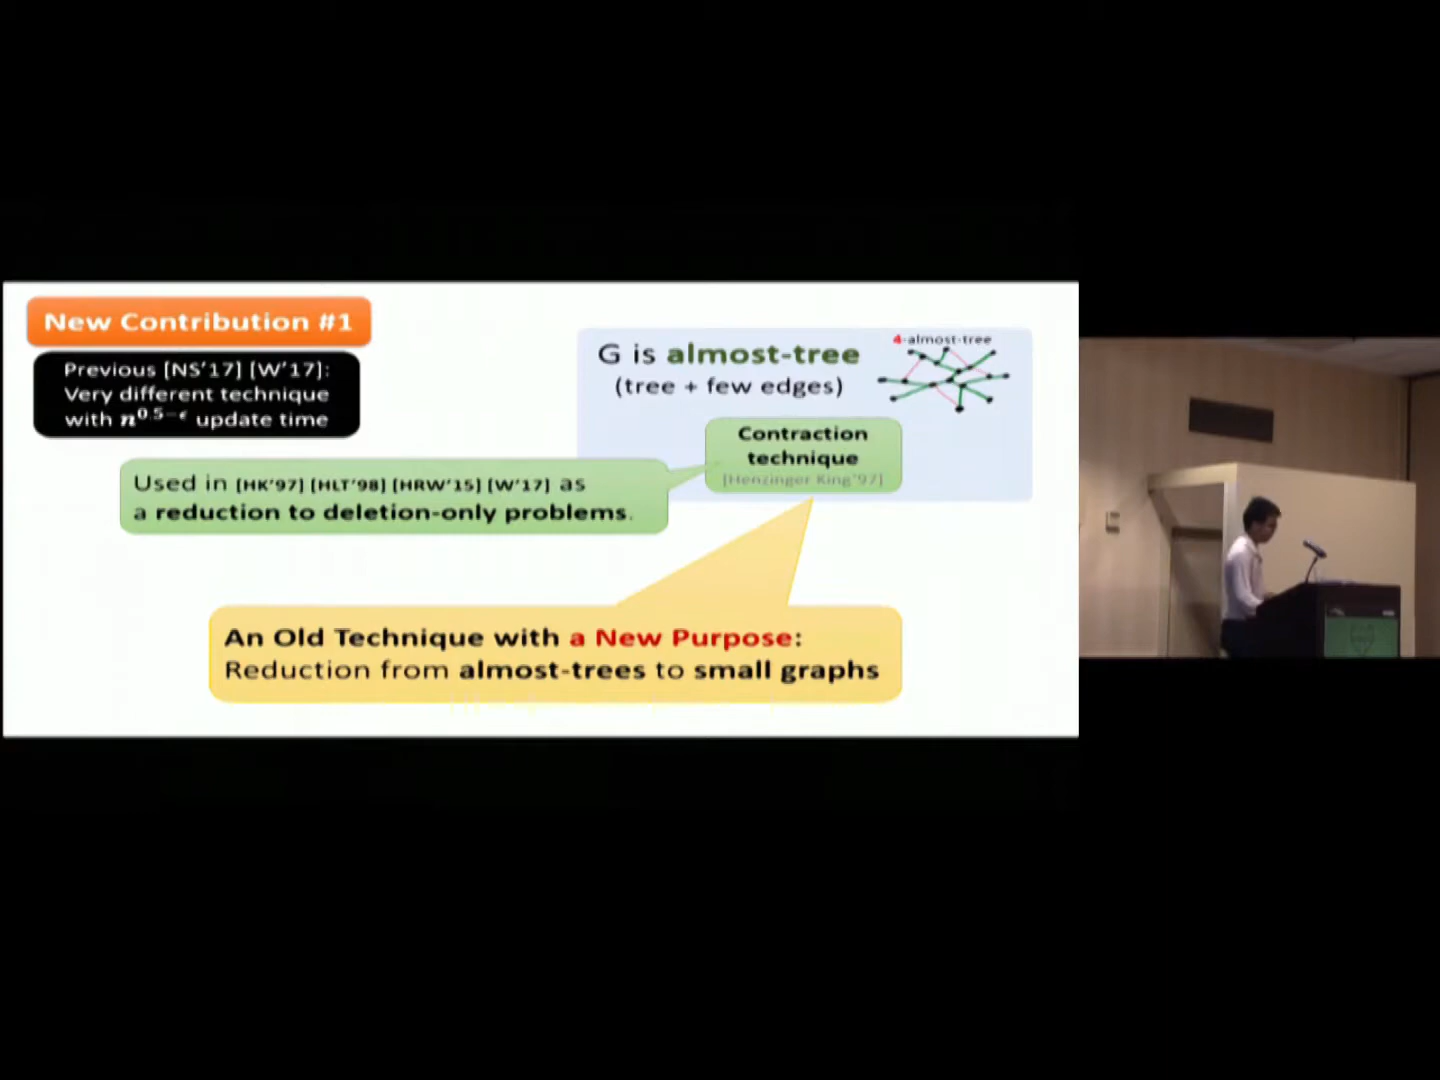 New Contribution #1
Previous [NS'17] [W'17]:
Very different technique
with n^0.5−ϵ update time
G is almost-tree
(tree + few edges)
4-almost-tree
Contraction
technique
[Henzinger King'97]
Used in [HK'97] [HLT'98] [HRW'15] [W'17] as
a reduction to deletion-only problems.
An Old Technique with a New Purpose:
Reduction from almost-trees to small graphs